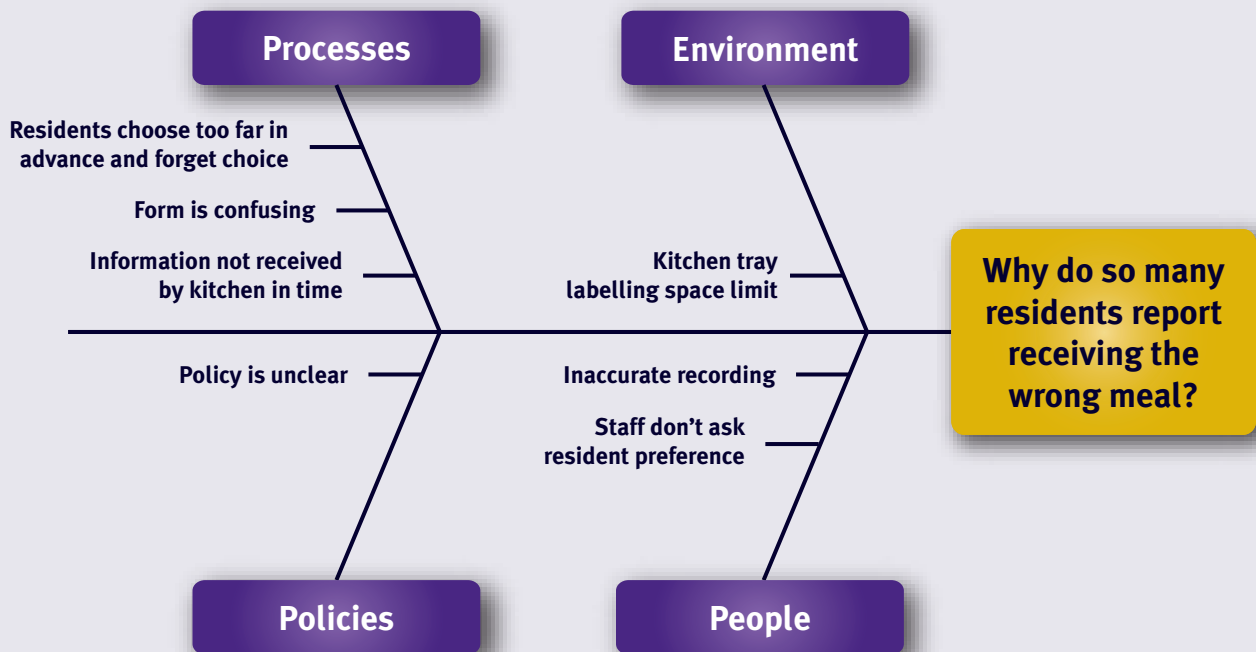 Processes
Environment
Residents choose too far in
advance and forget choice
Form is confusing
Information not received
by kitchen in time
Kitchen tray
labelling space limit
Why do so many
residents report
receiving the
wrong meal?
Policy is unclear
Inaccurate recording
Staff don’t ask
resident preference
Policies
People